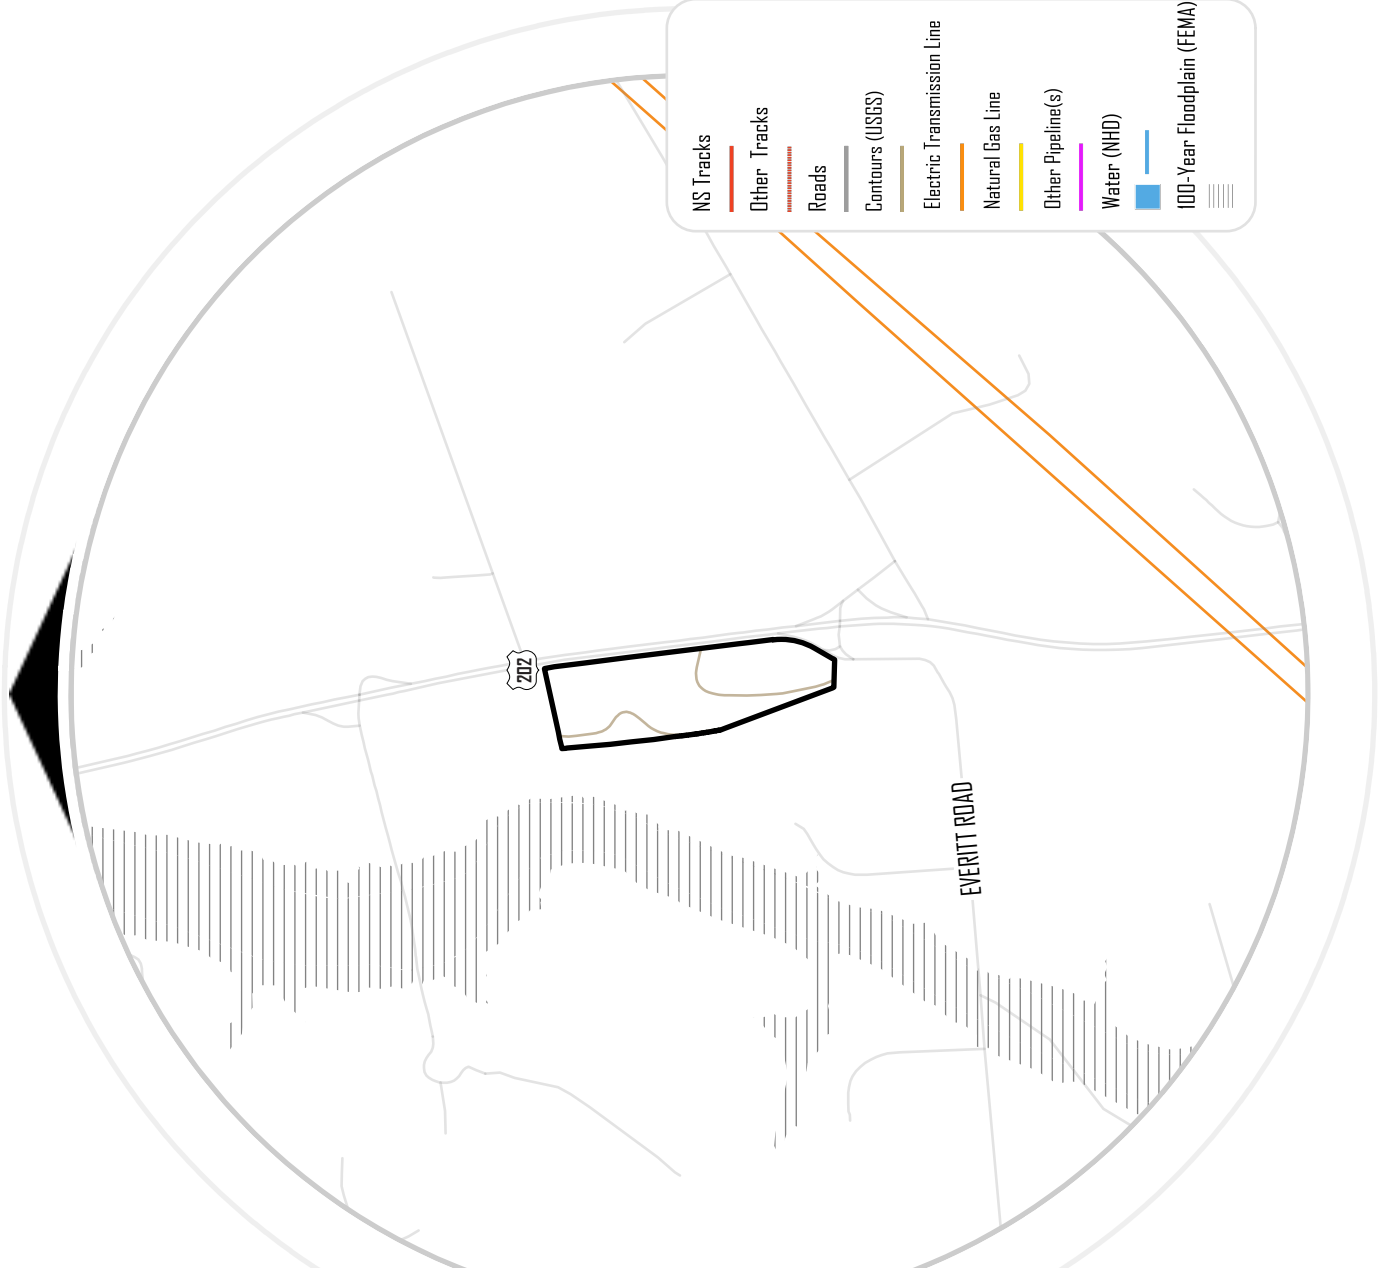 NS Tracks
Other Tracks
Roads
Contours (USGS)
Electric Transmission Line
Natural Gas Line
Other Pipeline(s)
Water (NHD)
100-Year Floodplain (FEMA)
202
EVERITT ROAD